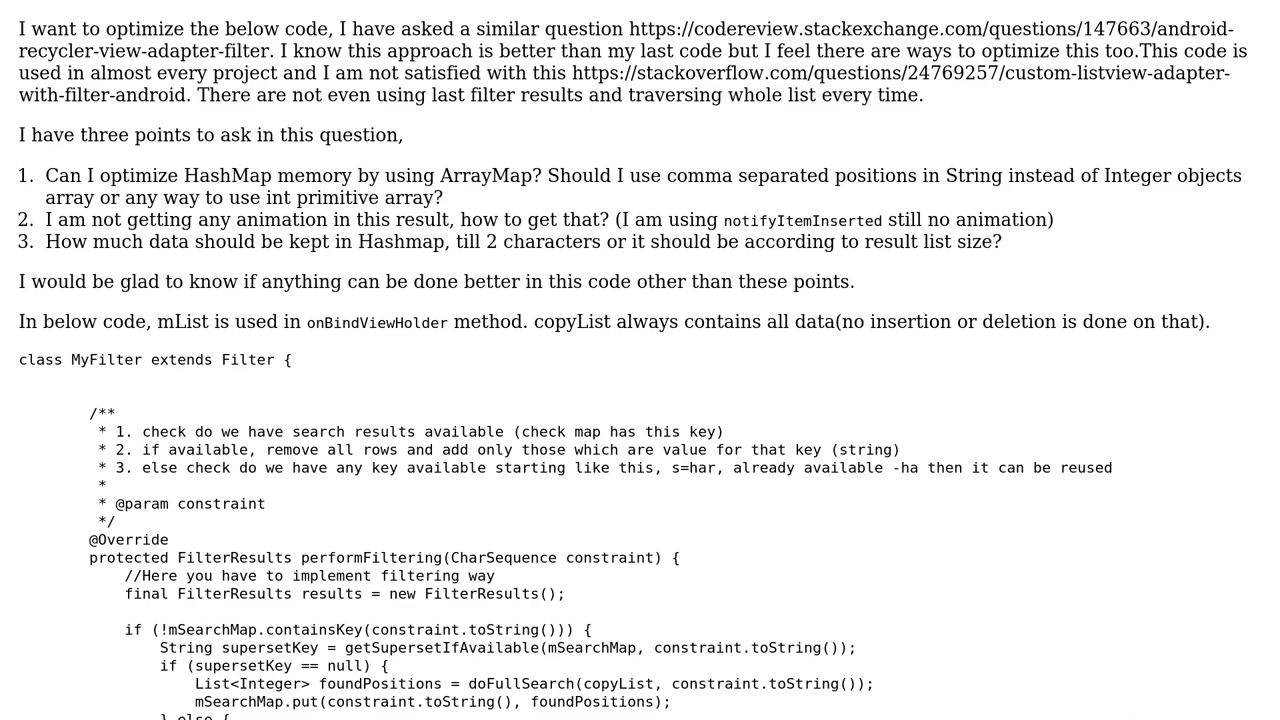 I want to optimize the below code, I have asked a similar question https://codereview.stackexchange.com/questions/147663/android-
recycler-view-adapter-filter. I know this approach is better than my last code but I feel there are ways to optimize this too.This code is
used in almost every project and I am not satisfied with this https://stackoverflow.com/questions/24769257/custom-listview-adapter-
with-filter-android. There are not even using last filter results and traversing whole list every time.
I have three points to ask in this question,
1. Can I optimize HashMap memory by using ArrayMap? Should I use comma separated positions in String instead of Integer objects
array or any way to use int primitive array?
2. I am not getting any animation in this result, how to get that? (I am using notifyItemInserted still no animation)
3. How much data should be kept in Hashmap, till 2 characters or it should be according to result list size?
I would be glad to know if anything can be done better in this code other than these points.
In below code, mList is used in onBindViewHolder method. copyList always contains all data(no insertion or deletion is done on that).
class MyFilter extends Filter {
/**
* 1. check do we have search results available (check map has this key)
* 2. if available, remove all rows and add only those which are value for that key (string)
* 3. else check do we have any key available starting like this, s=har, already available -ha then it can be reused
*
* @param constraint
*/
@Override
protected FilterResults performFiltering(CharSequence constraint) {
//Here you have to implement filtering way
final FilterResults results = new FilterResults();
if (!mSearchMap.containsKey(constraint.toString())) {
String supersetKey = getSupersetIfAvailable(mSearchMap, constraint.toString());
if (supersetKey == null) {
List<Integer> foundPositions = doFullSearch(copyList, constraint.toString());
mSearchMap.put(constraint.toString(), foundPositions);
} else {